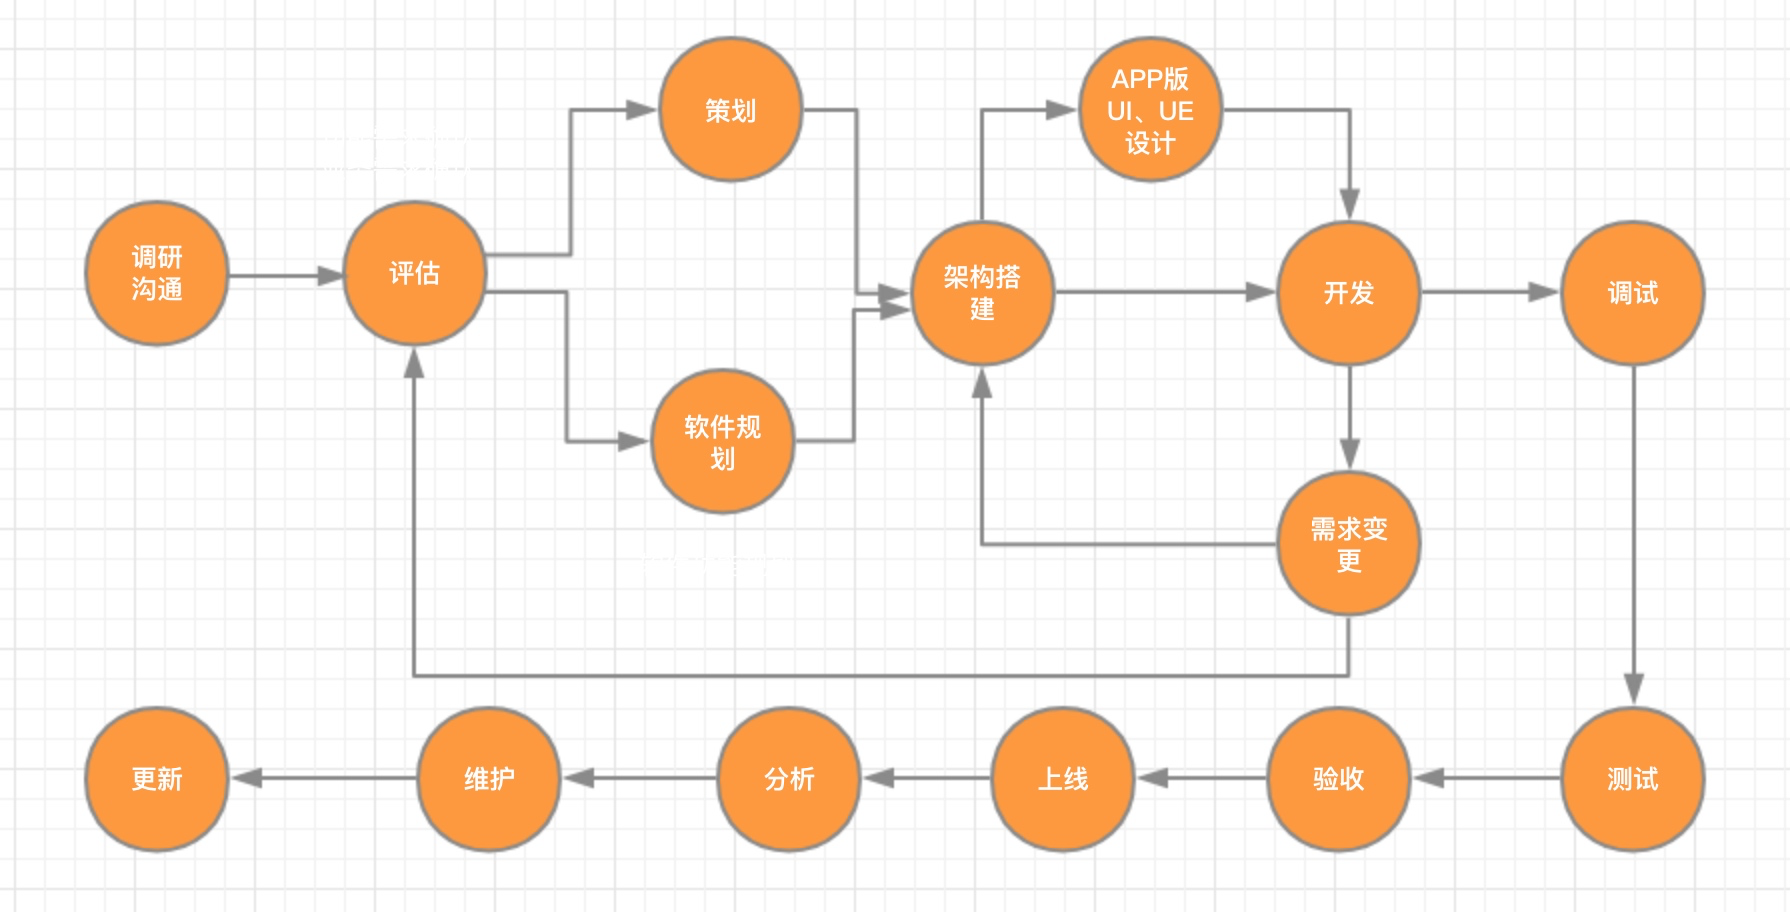 策划
APP版
UI、UE
设计
调研
沟通
评估
架构搭
建
开发
调试
软件规
划
需求变
更
更新
维护
分析
上线
验收
测试